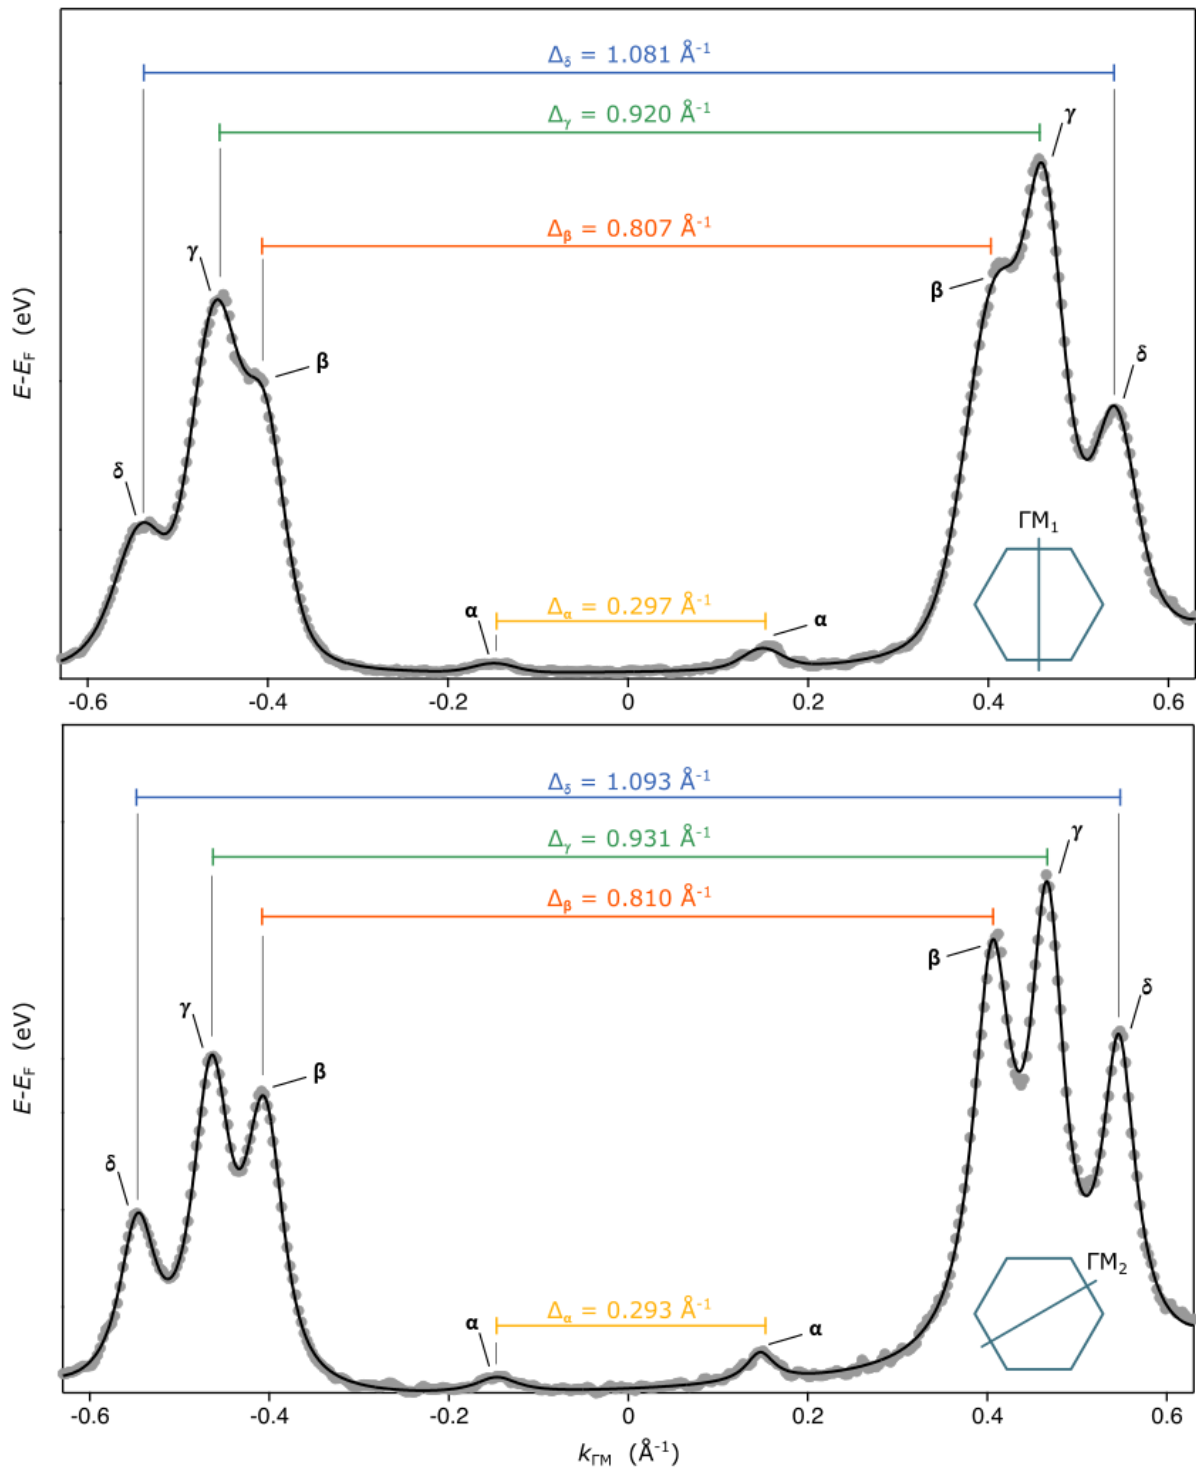 Δδ = 1.081 Å⁻¹
Δγ = 0.920 Å⁻¹
γ
Δβ = 0.807 Å⁻¹
γ
β
β
δ
δ
E-EF (eV)
ΓM₁
α
Δα = 0.297 Å⁻¹
α
-0.6 -0.4 -0.2 0 0.2 0.4 0.6
Δδ = 1.093 Å⁻¹
Δγ = 0.931 Å⁻¹
γ
Δβ = 0.810 Å⁻¹
β
δ
γ
β
E-EF (eV)
δ
ΓM₂
α
Δα = 0.293 Å⁻¹
α
-0.6 -0.4 -0.2 0 0.2 0.4 0.6
kΓM (Å⁻¹)